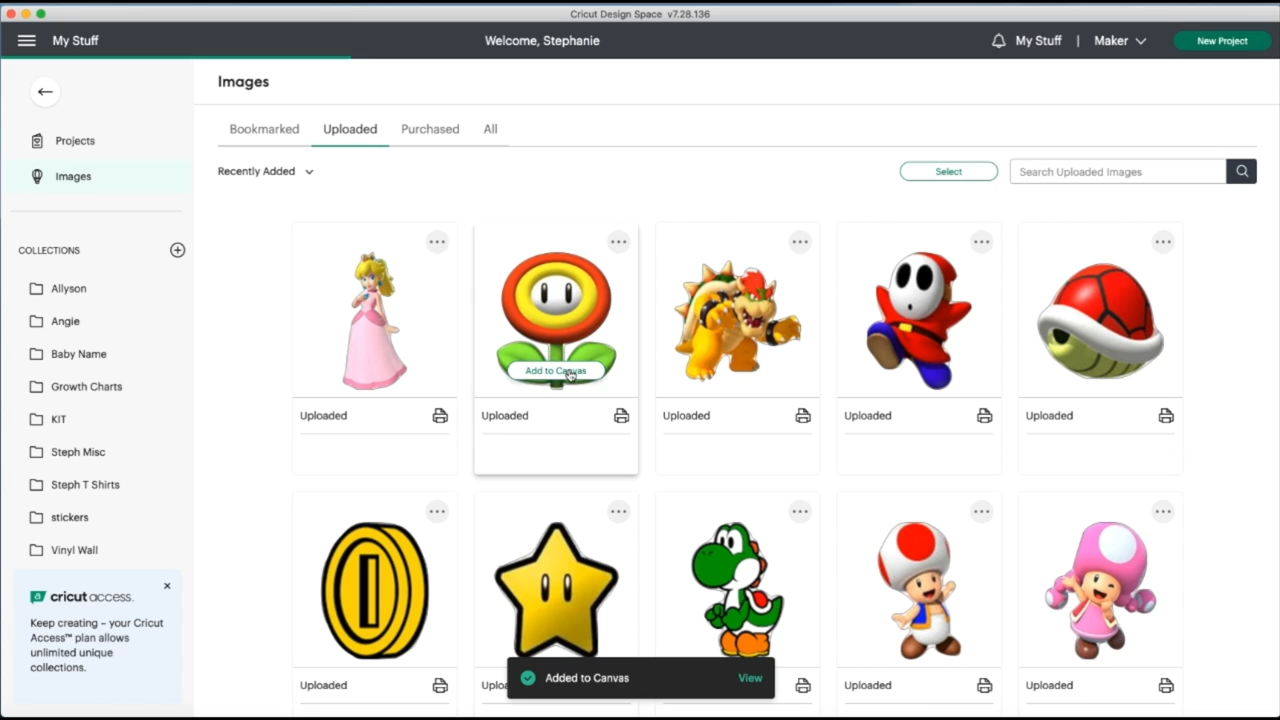 Cricut Design Space v7.28.136
My Stuff
Welcome, Stephanie
My Stuff | Maker
New Project
Images
Bookmarked Uploaded Purchased All
Recently Added
Select
Search Uploaded Images
Projects
Images
COLLECTIONS
Allyson
Angie
Baby Name
Growth Charts
KIT
Steph Misc
Steph T Shirts
stickers
Vinyl Wall
cricut access.
Keep creating – your Cricut
Access™ plan allows
unlimited unique
collections.
Add to Canvas
Uploaded Uploaded Uploaded Uploaded Uploaded
Uploaded Uploa Uploaded Uploaded
Added to Canvas View